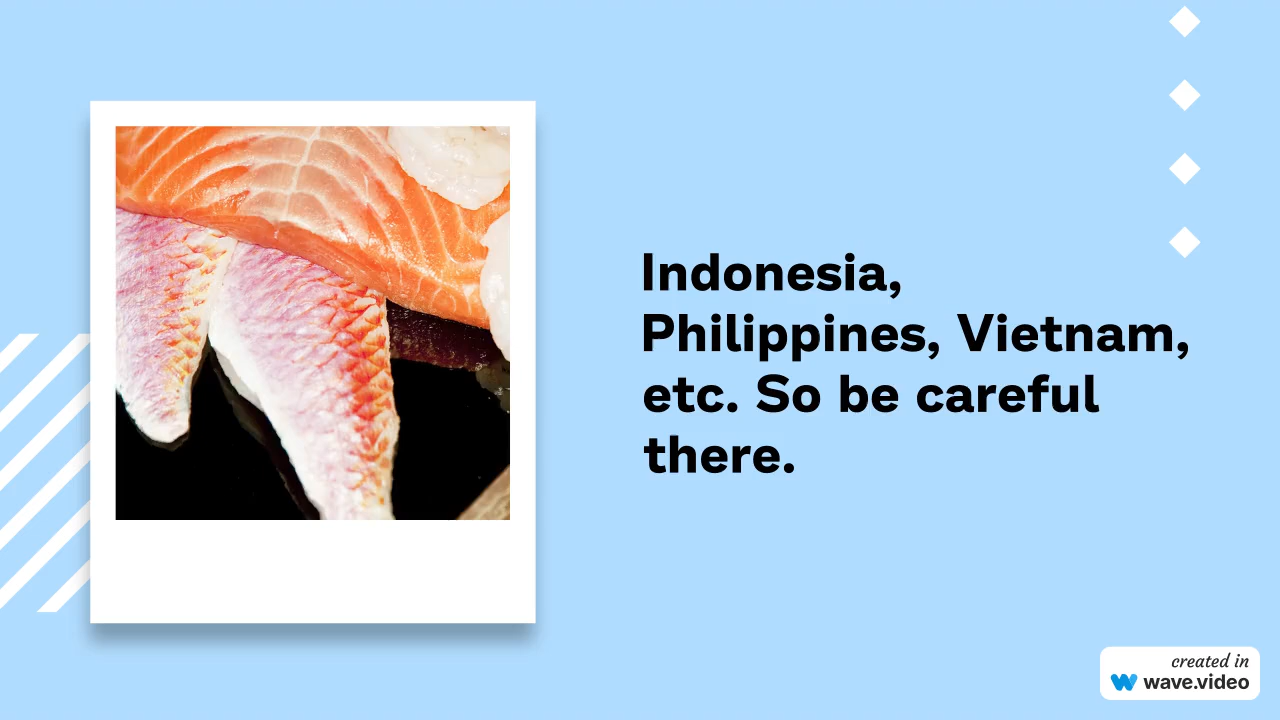 Indonesia,
Philippines, Vietnam,
etc. So be careful
there.
created in
wave.video